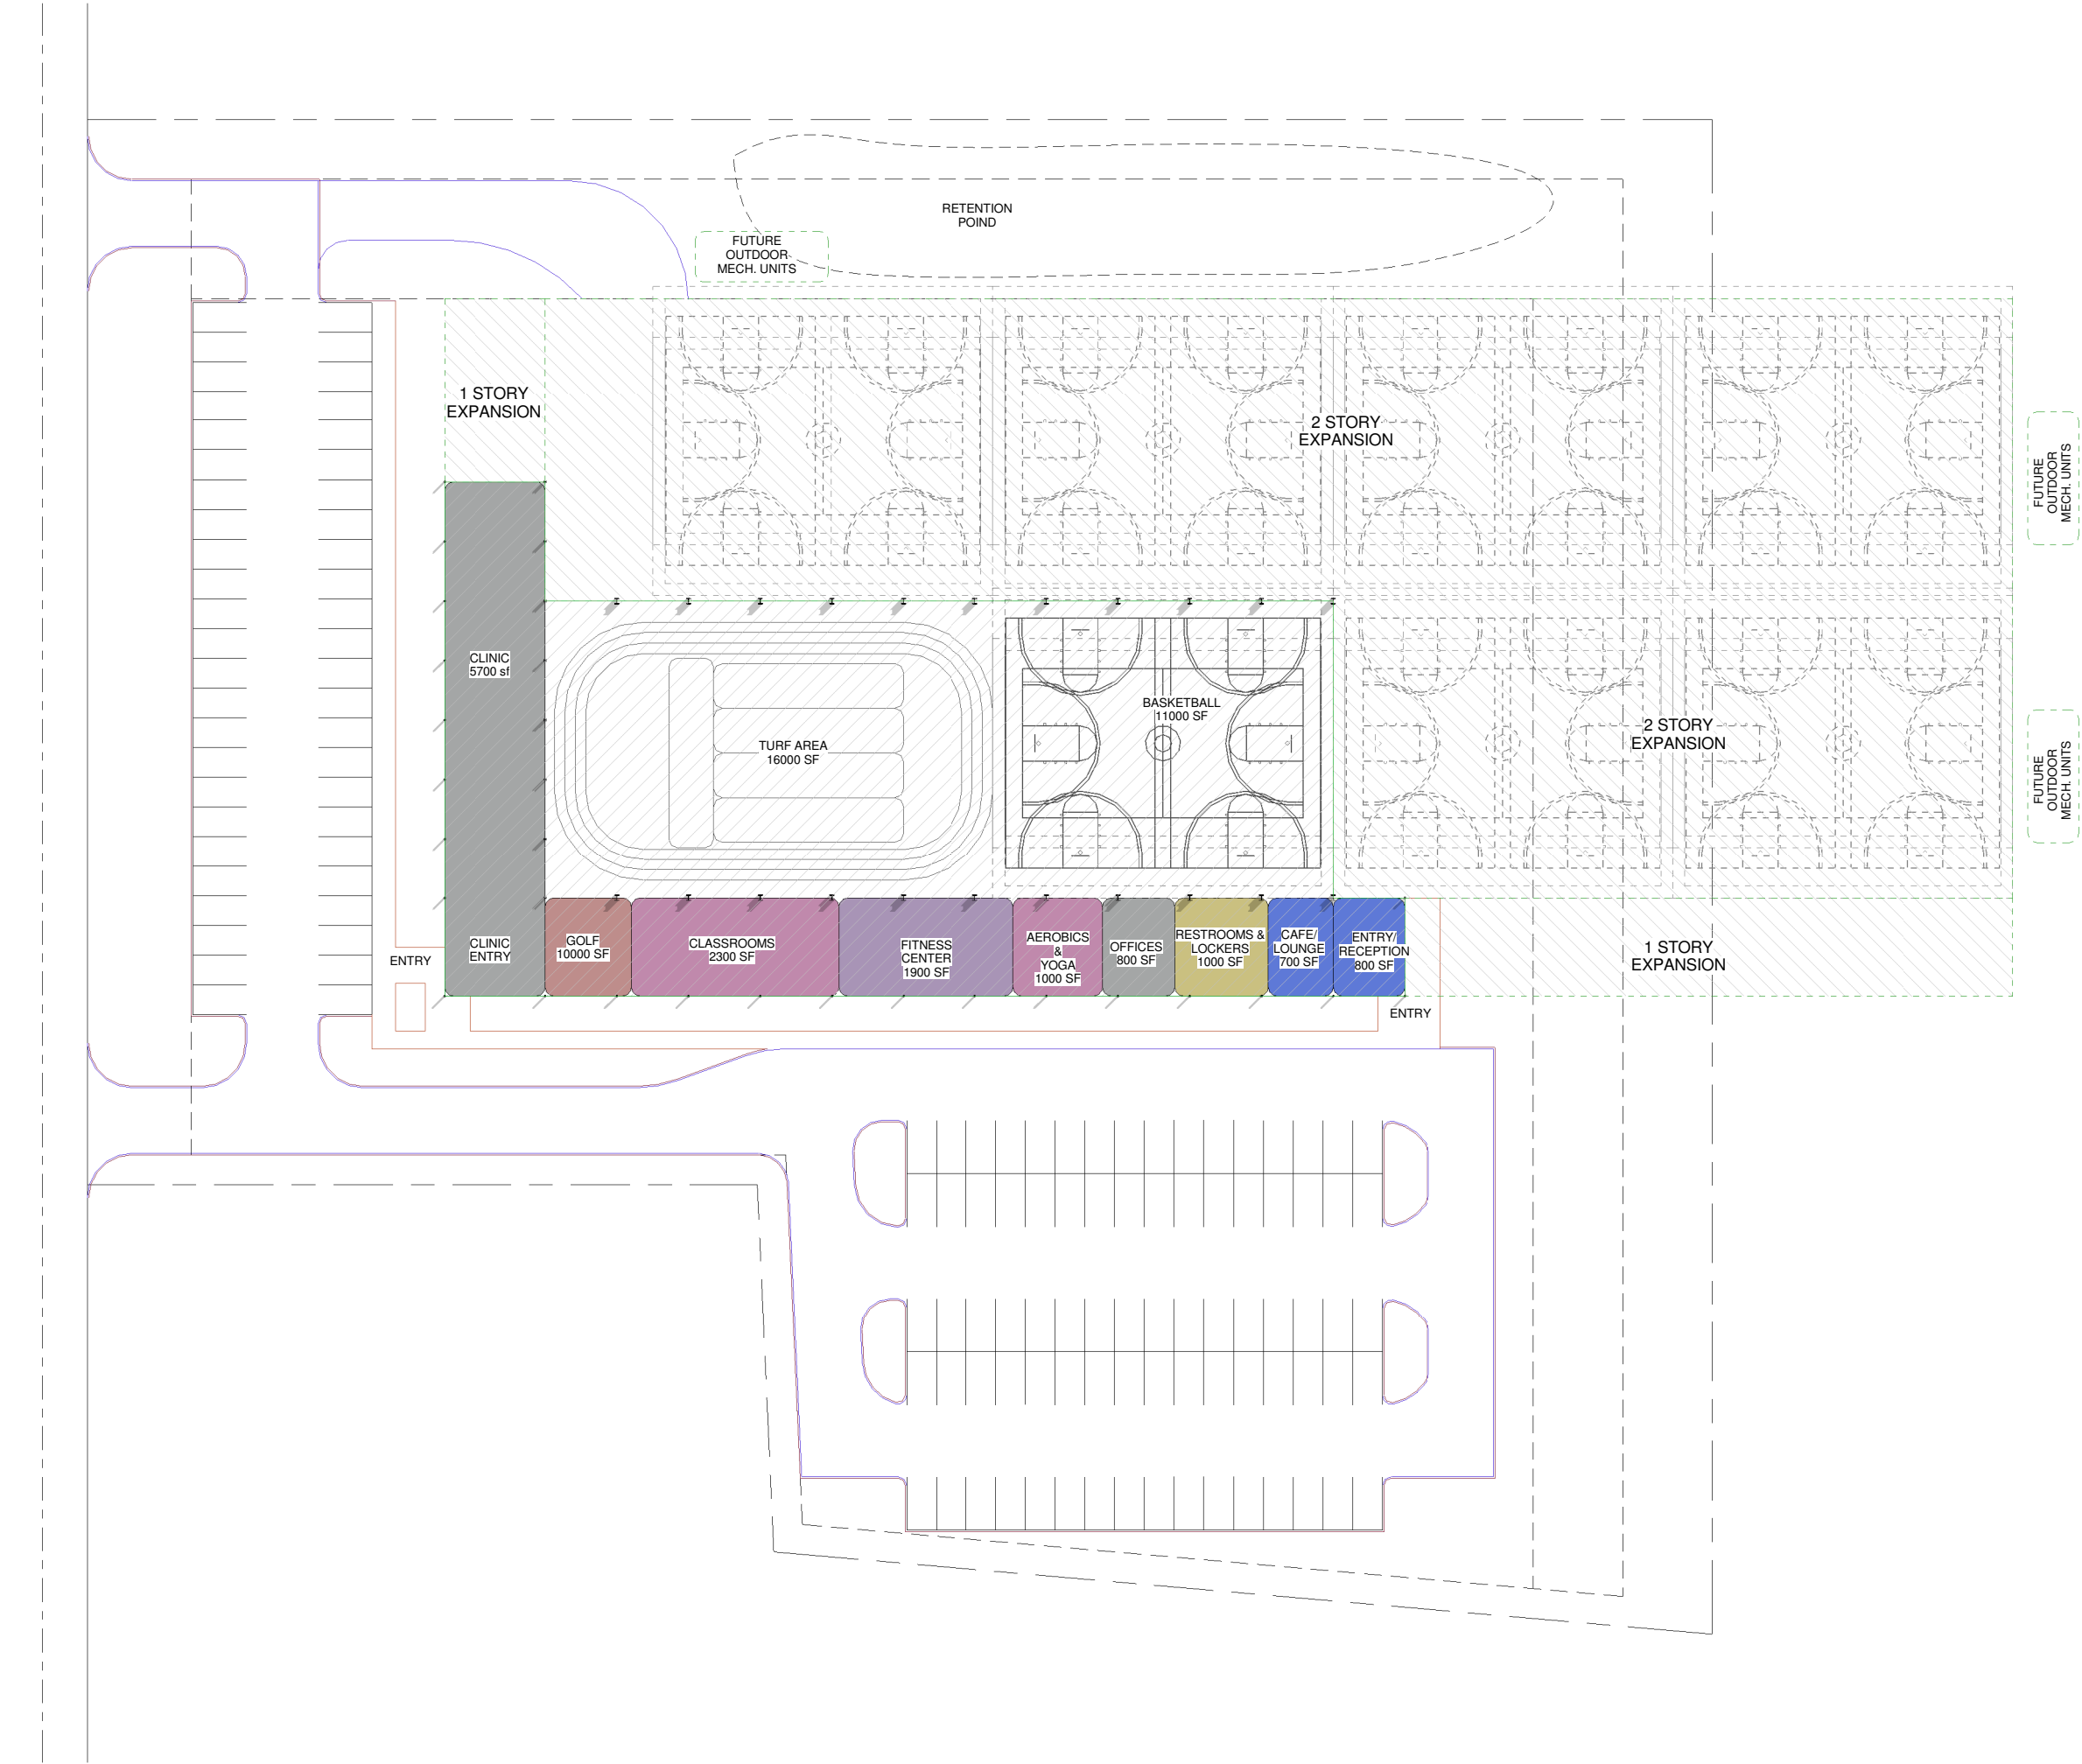 RETENTION
POIND
FUTURE
OUTDOOR
MECH. UNITS
1 STORY
EXPANSION
2 STORY
EXPANSION
FUTURE
OUTDOOR
MECH. UNITS
CLINIC
5700 sf
BASKETBALL
11000 SF
TURF AREA
16000 SF
2 STORY
EXPANSION
FUTURE
OUTDOOR
MECH. UNITS
ENTRY
CLINIC
ENTRY
GOLF
10000 SF
CLASSROOMS
2300 SF
FITNESS
CENTER
1900 SF
AEROBICS
&
YOGA
1000 SF
OFFICES
800 SF
RESTROOMS &
LOCKERS
1000 SF
CAFE/
LOUNGE
700 SF
ENTRY/
RECEPTION
800 SF
1 STORY
EXPANSION
ENTRY